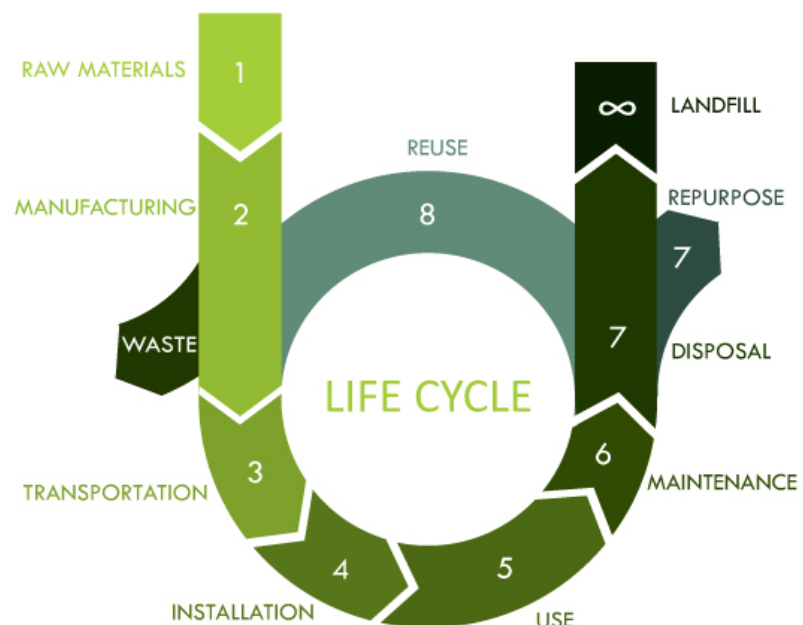 RAW MATERIALS
1
∞
LANDFILL
REUSE
MANUFACTURING
2
8
REPURPOSE
7
WASTE
7
DISPOSAL
LIFE CYCLE
3
6
TRANSPORTATION
MAINTENANCE
4
5
INSTALLATION
USE